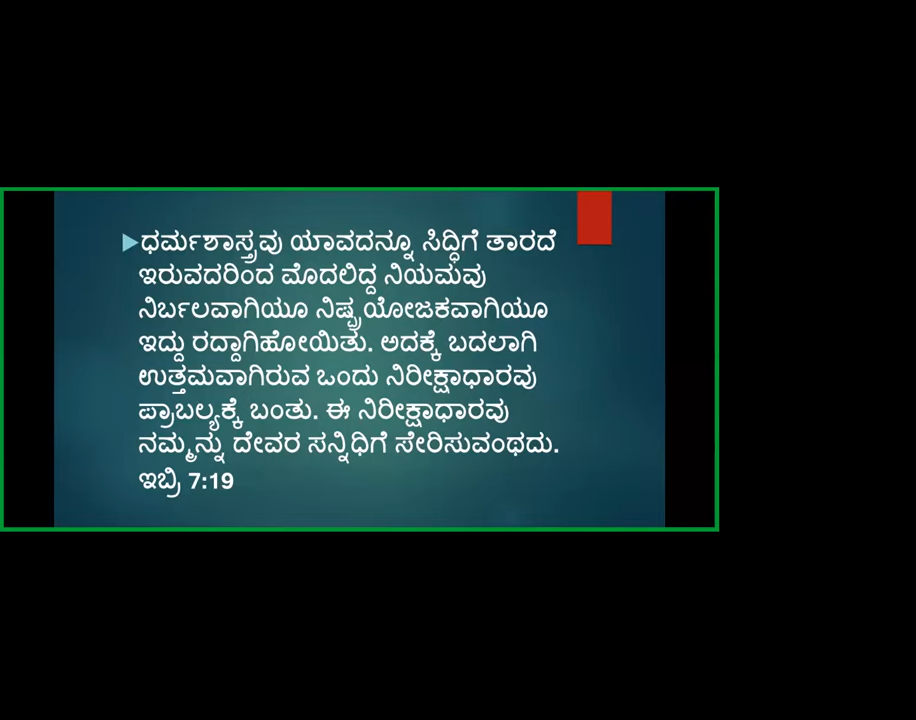 ಧರ್ಮಶಾಸ್ತ್ರವು ಯಾವದನ್ನೂ ಸಿದ್ಧಿಗೆ ತಾರದೆ
ಇರುವದರಿಂದ ಮೊದಲಿದ್ದ ನಿಯಮವು
ನಿರ್ಬಲವಾಗಿಯೂ ನಿಷ್ಪ್ರಯೋಜಕವಾಗಿಯೂ
ಇದ್ದು ರದ್ದಾಗಿಹೋಯಿತು. ಅದಕ್ಕೆ ಬದಲಾಗಿ
ಉತ್ತಮವಾಗಿರುವ ಒಂದು ನಿರೀಕ್ಷಾಧಾರವು
ಪ್ರಾಬಲ್ಯಕ್ಕೆ ಬಂತು. ಈ ನಿರೀಕ್ಷಾಧಾರವು
ನಮ್ಮನ್ನು ದೇವರ ಸನ್ನಿಧಿಗೆ ಸೇರಿಸುವಂಥದು.
ಇಬ್ರಿ 7:19